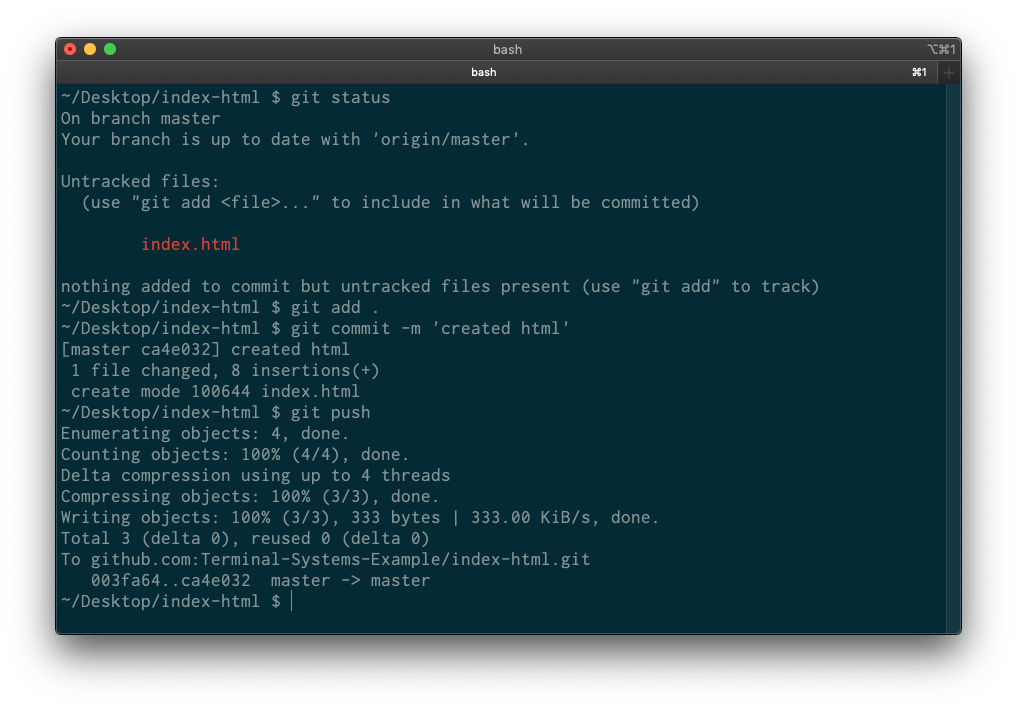 bash
⌥⌘1
bash
⌘1
+
~/Desktop/index-html $ git status
On branch master
Your branch is up to date with 'origin/master'.
Untracked files:
  (use "git add <file>..." to include in what will be committed)
        index.html
nothing added to commit but untracked files present (use "git add" to track)
~/Desktop/index-html $ git add .
~/Desktop/index-html $ git commit -m 'created html'
[master ca4e032] created html
 1 file changed, 8 insertions(+)
 create mode 100644 index.html
~/Desktop/index-html $ git push
Enumerating objects: 4, done.
Counting objects: 100% (4/4), done.
Delta compression using up to 4 threads
Compressing objects: 100% (3/3), done.
Writing objects: 100% (3/3), 333 bytes | 333.00 KiB/s, done.
Total 3 (delta 0), reused 0 (delta 0)
To github.com:Terminal-Systems-Example/index-html.git
   003fa64..ca4e032  master -> master
~/Desktop/index-html $